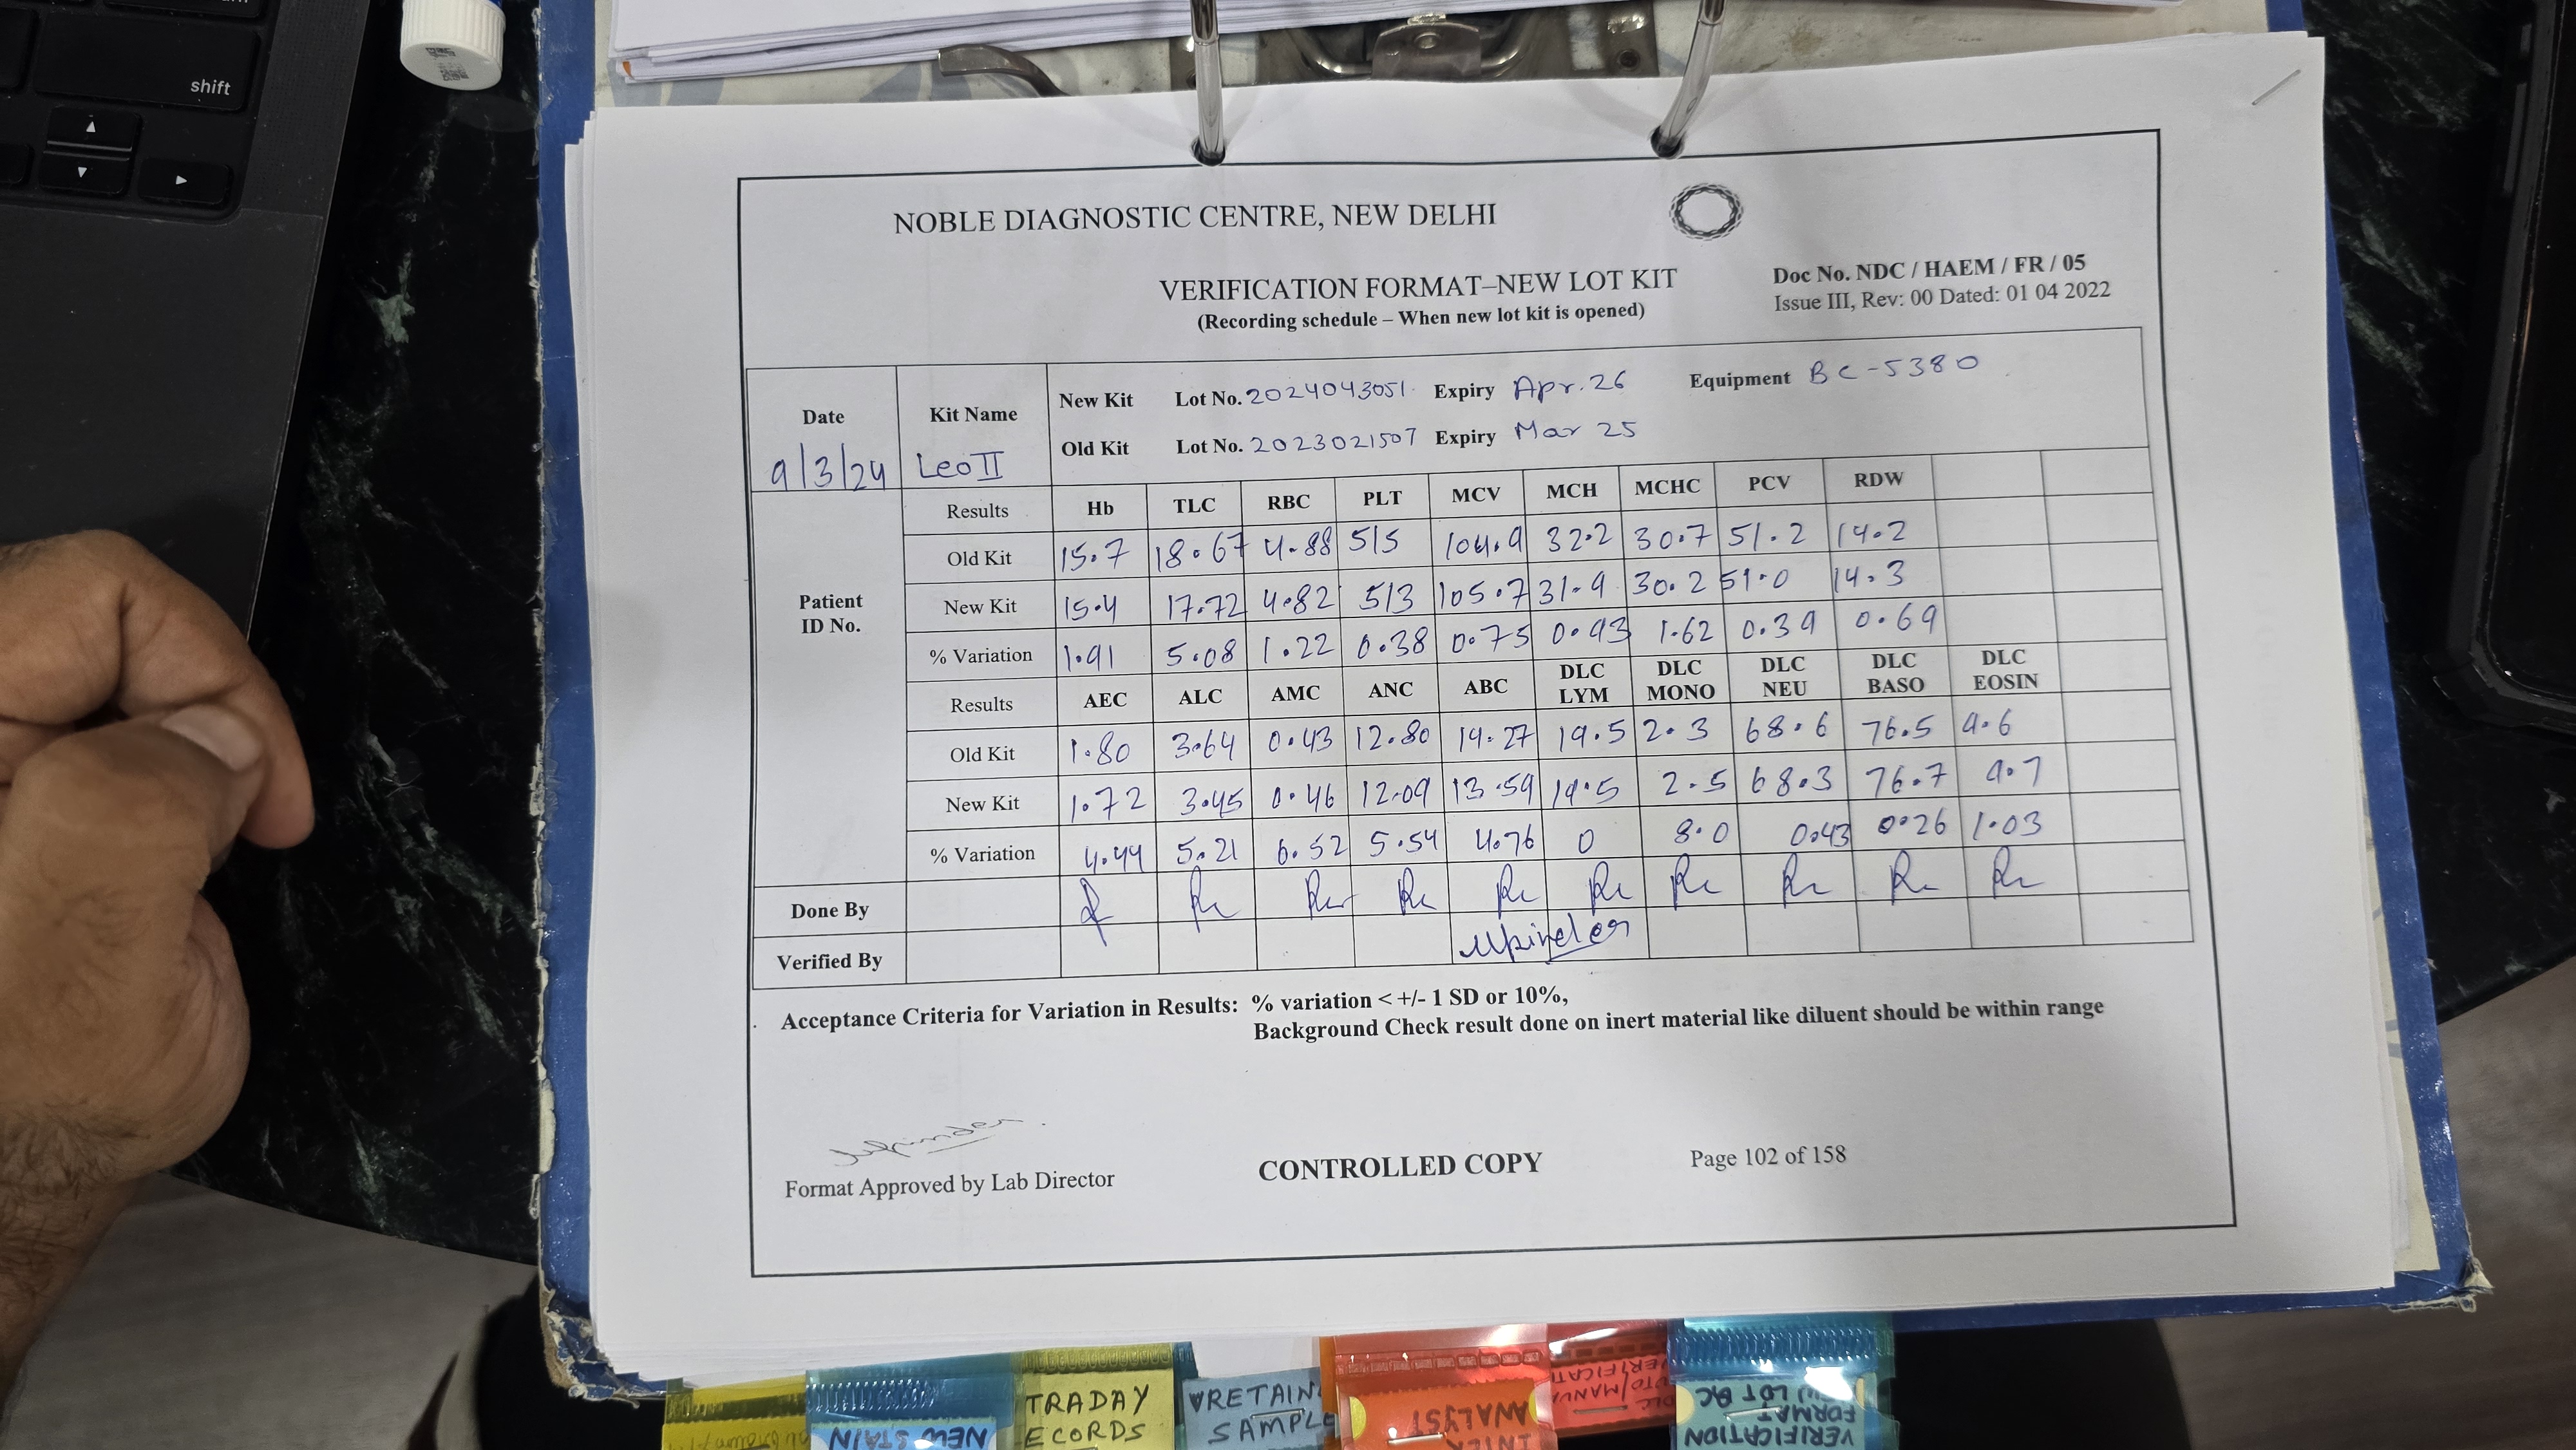 NOBLE DIAGNOSTIC CENTRE, NEW DELHI
Doc No. NDC / HAEM / FR / 05
Issue III, Rev: 00 Dated: 01 04 2022
VERIFICATION FORMAT–NEW LOT KIT
(Recording schedule – When new lot kit is opened)
Date Kit Name New Kit Lot No. 2024043051. Expiry Apr. 26 Equipment BC-5380
9/3/24 Leo II Old Kit Lot No. 2023021507 Expiry Mar 25
Patient ID No.
Results Hb TLC RBC PLT MCV MCH MCHC PCV RDW
Old Kit 15.7 18.67 4.88 515 104.9 32.2 30.7 51.2 14.2
New Kit 15.4 17.72 4.82 513 105.7 31.9 30.2 51.0 14.3
% Variation 1.91 5.08 1.22 0.38 0.75 0.93 1.62 0.39 0.69
Results AEC ALC AMC ANC ABC DLC LYM DLC MONO DLC NEU DLC BASO DLC EOSIN
Old Kit 1.80 3.64 0.43 12.80 14.27 19.5 2.3 68.6 76.5 9.6
New Kit 1.72 3.45 0.46 12.09 13.59 19.5 2.5 68.3 76.7 9.7
% Variation 4.44 5.21 6.52 5.54 4.76 0 8.0 0.43 0.26 1.03
Done By
Verified By
Acceptance Criteria for Variation in Results: % variation < +/- 1 SD or 10%,
Background Check result done on inert material like diluent should be within range
Format Approved by Lab Director
CONTROLLED COPY
Page 102 of 158
shift
NEW STAIN
TRADAY
ECORDS
RETAIN
SAMPLE
QC LOT
FORMAT
VERIFICATION